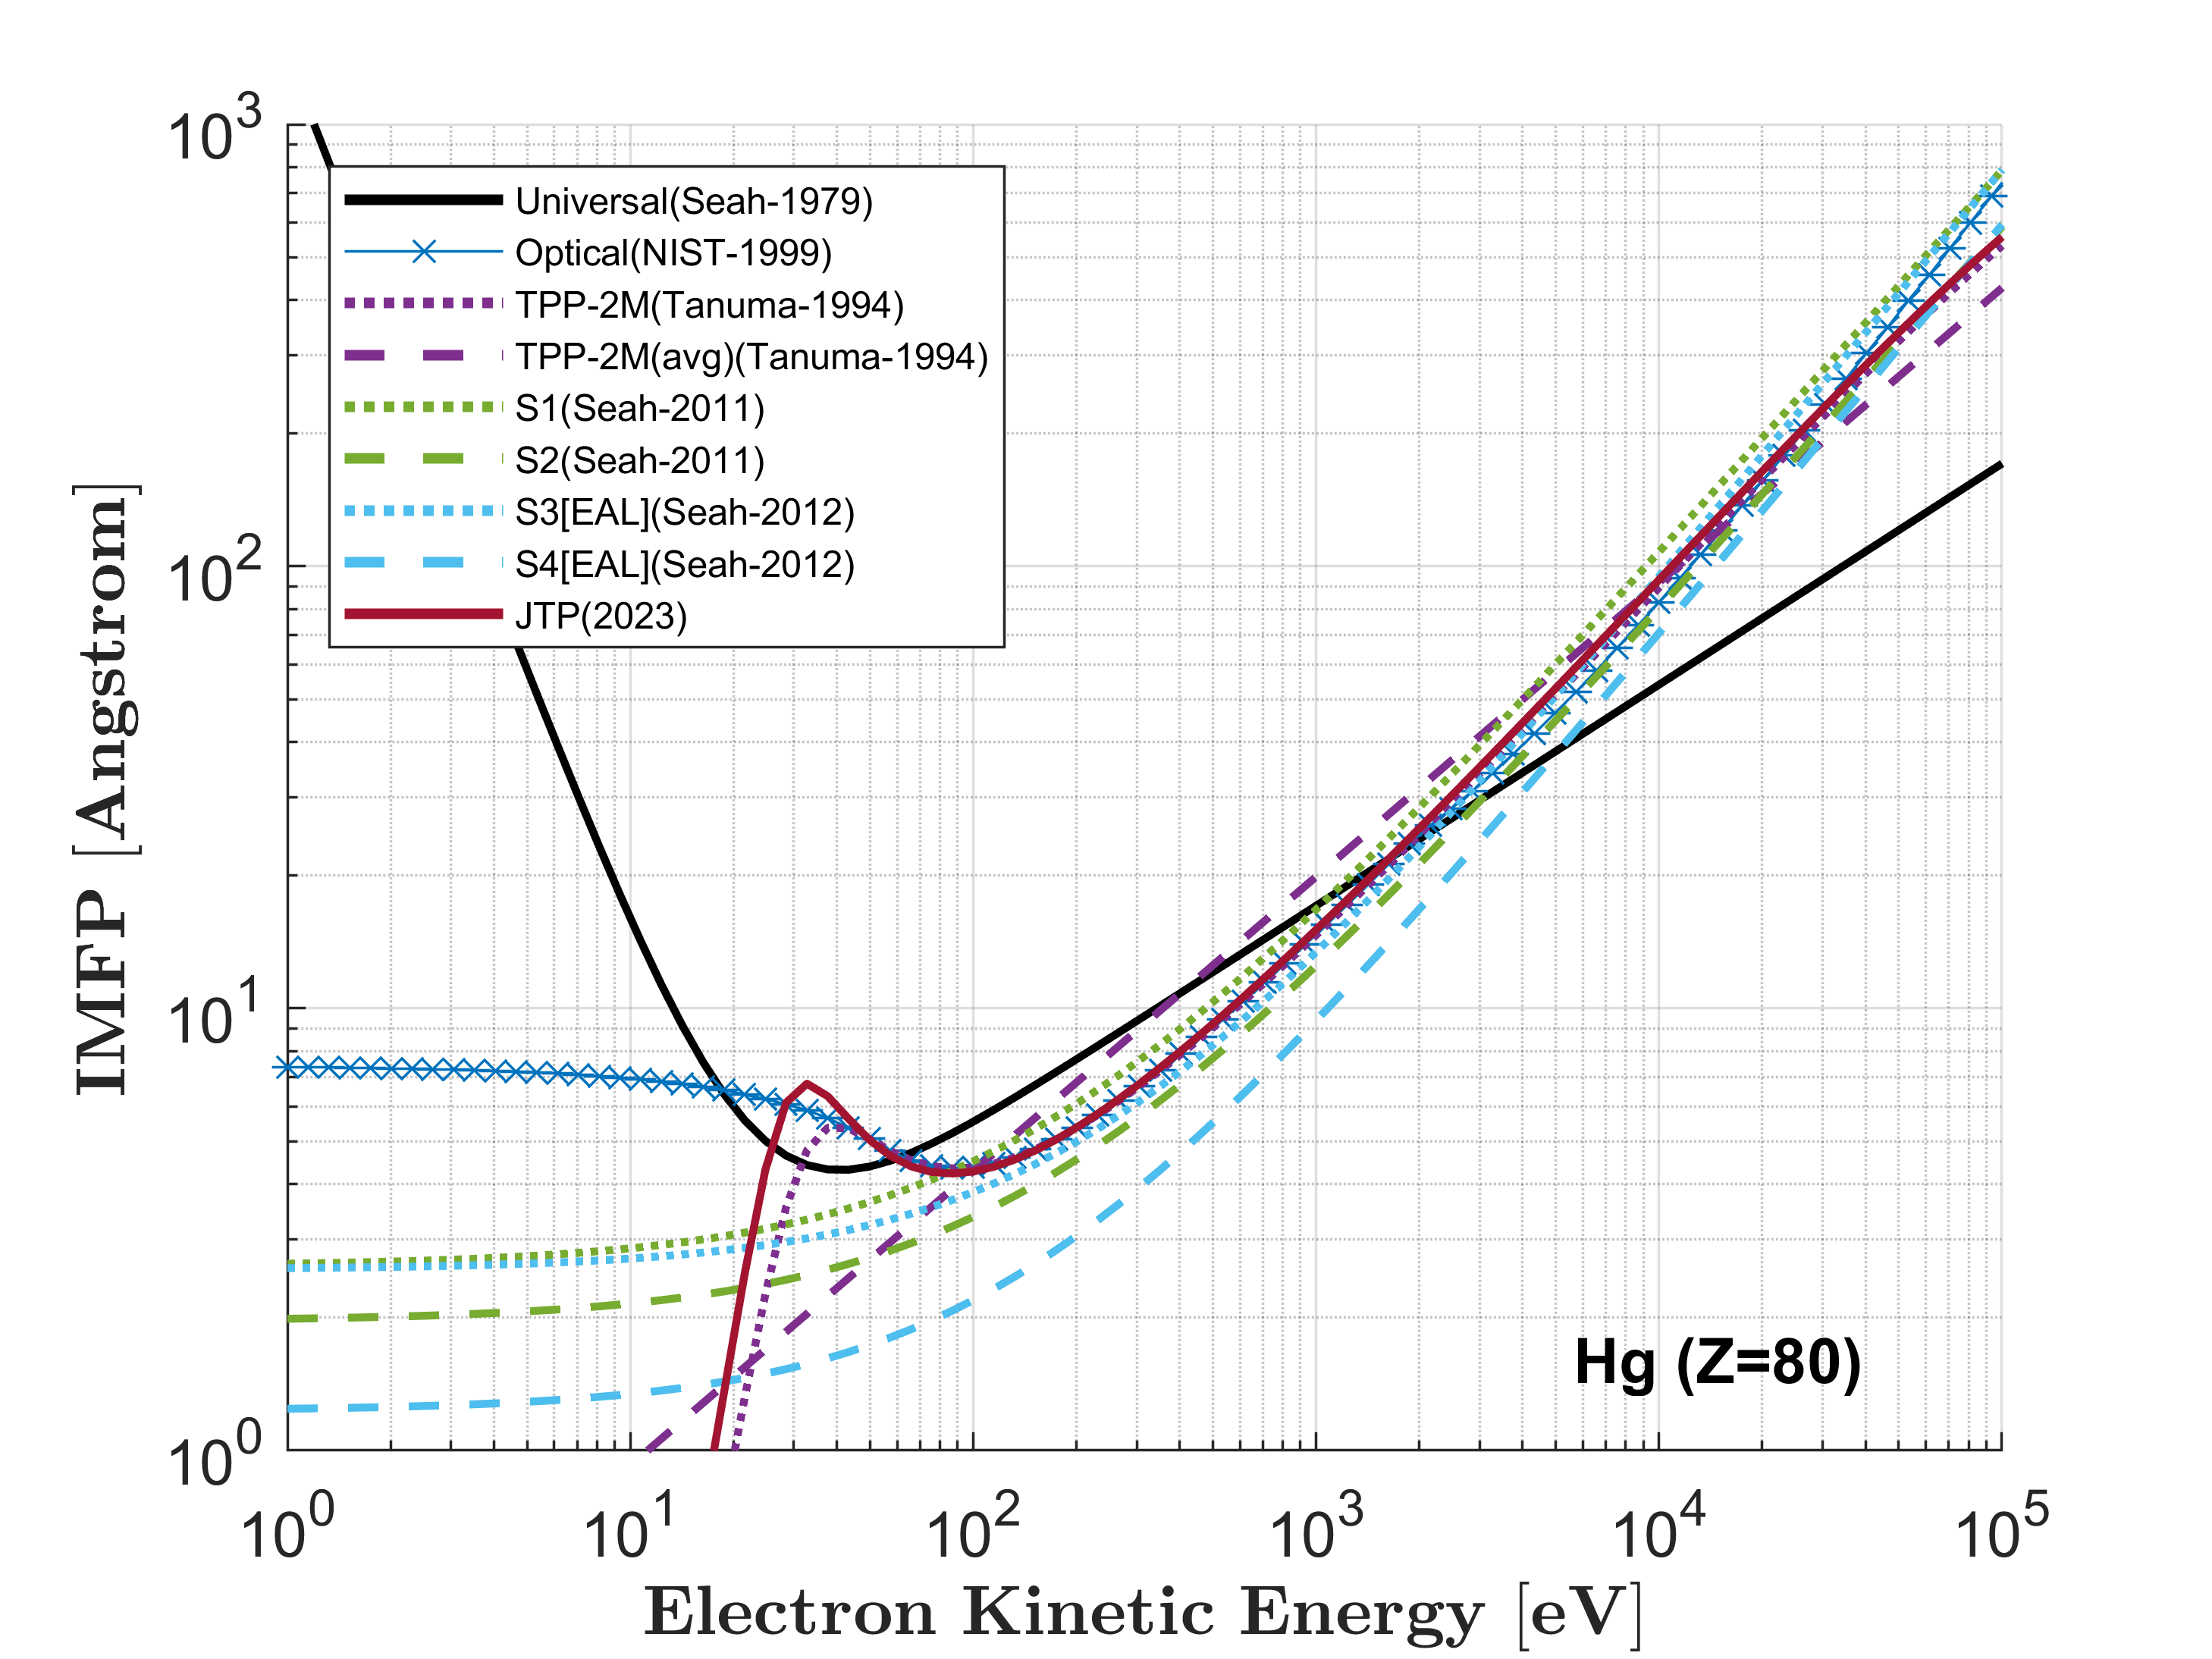 10^3
10^2
10^1
10^0
IMFP [Angstrom]
Universal(Seah-1979)
Optical(NIST-1999)
TPP-2M(Tanuma-1994)
TPP-2M(avg)(Tanuma-1994)
S1(Seah-2011)
S2(Seah-2011)
S3[EAL](Seah-2012)
S4[EAL](Seah-2012)
JTP(2023)
Hg (Z=80)
10^0 10^1 10^2 10^3 10^4 10^5
Electron Kinetic Energy [eV]